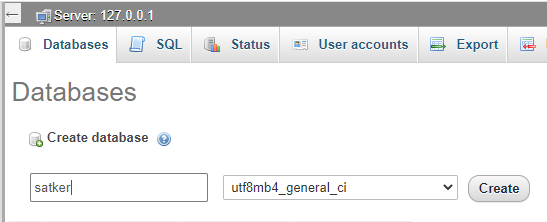 Server: 127.0.0.1
Databases SQL Status User accounts Export
Databases
Create database
satker utf8mb4_general_ci Create